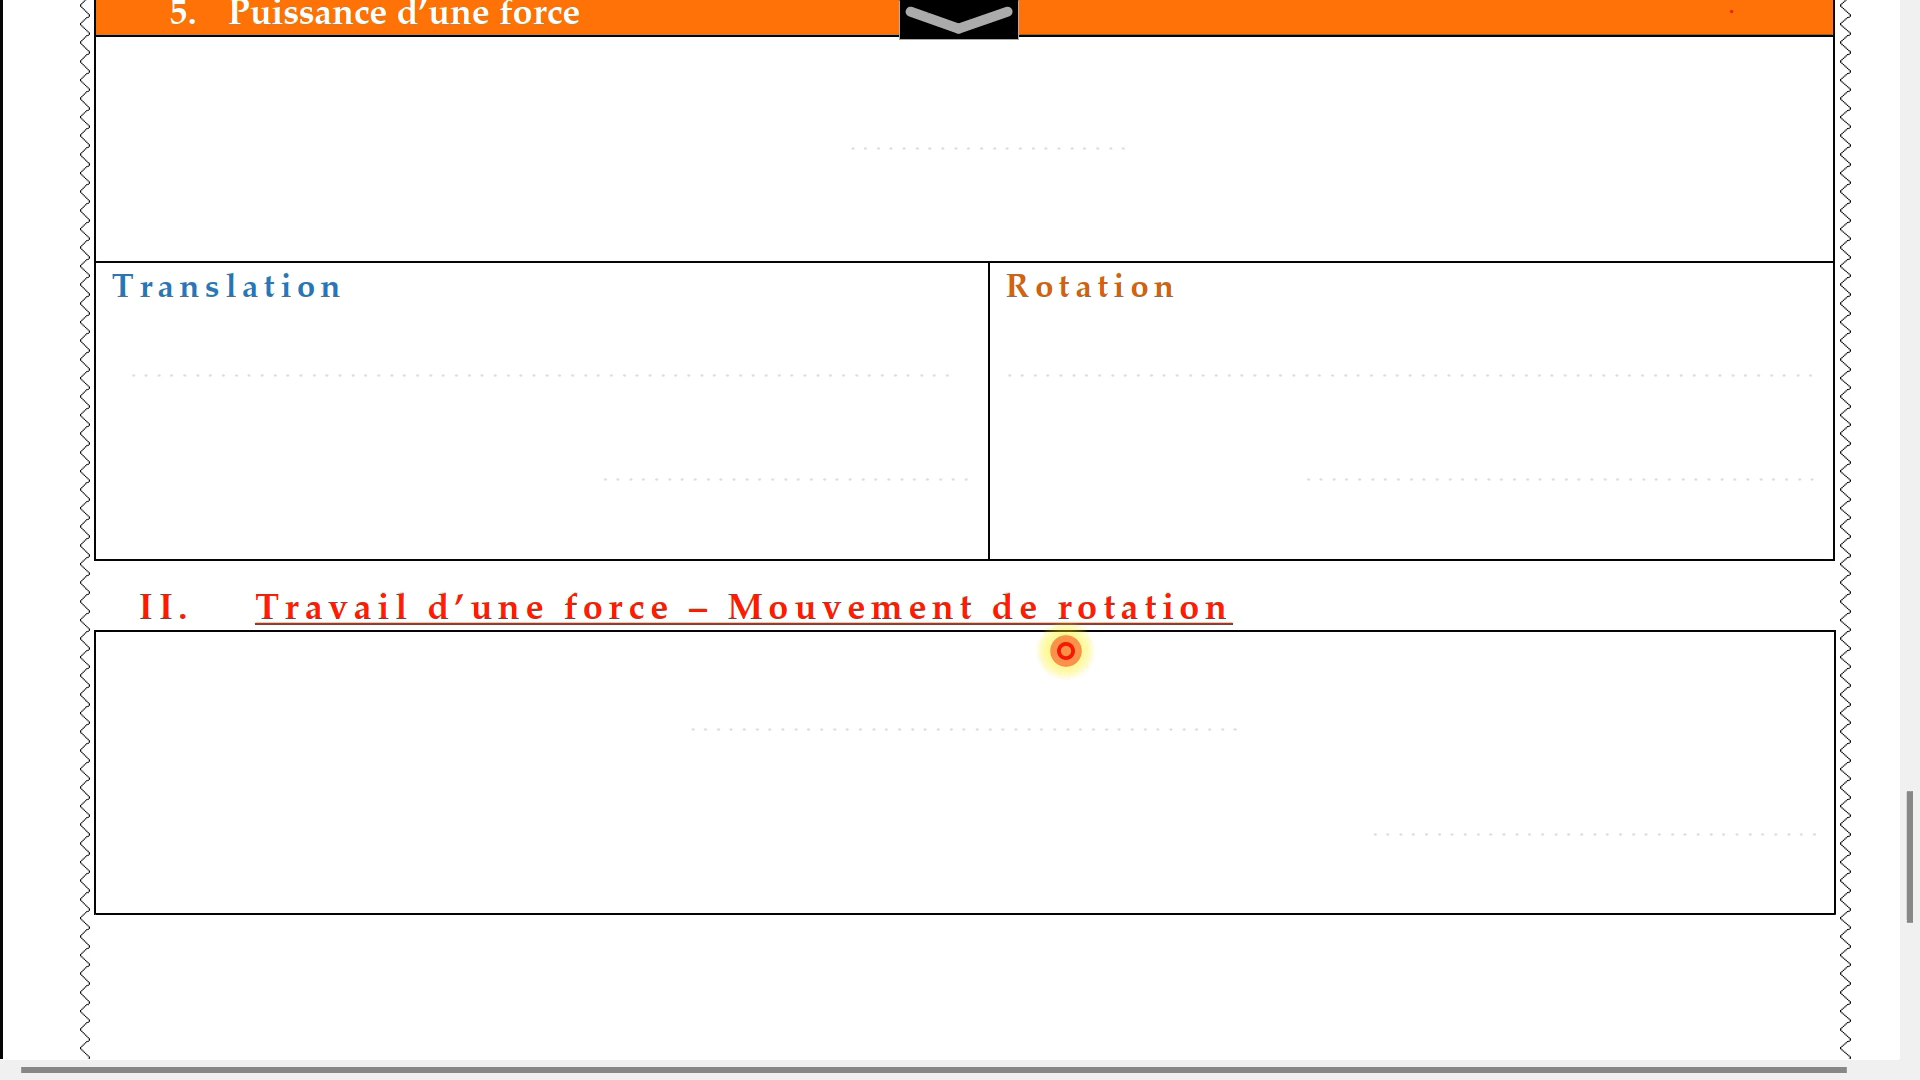 5. Puissance d’une force
Translation
Rotation
II. Travail d’une force – Mouvement de rotation